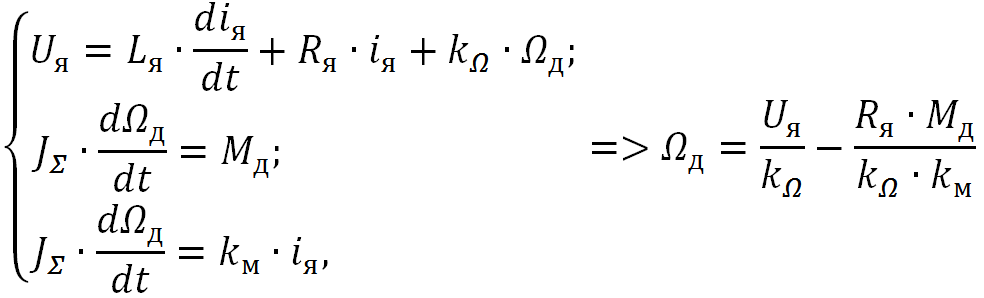 U_я = L_я · di_я/dt + R_я · i_я + k_Ω · Ω_д;
J_Σ · dΩ_д/dt = M_д; => Ω_д = U_я/k_Ω − (R_я · M_д)/(k_Ω · k_м)
J_Σ · dΩ_д/dt = k_м · i_я,